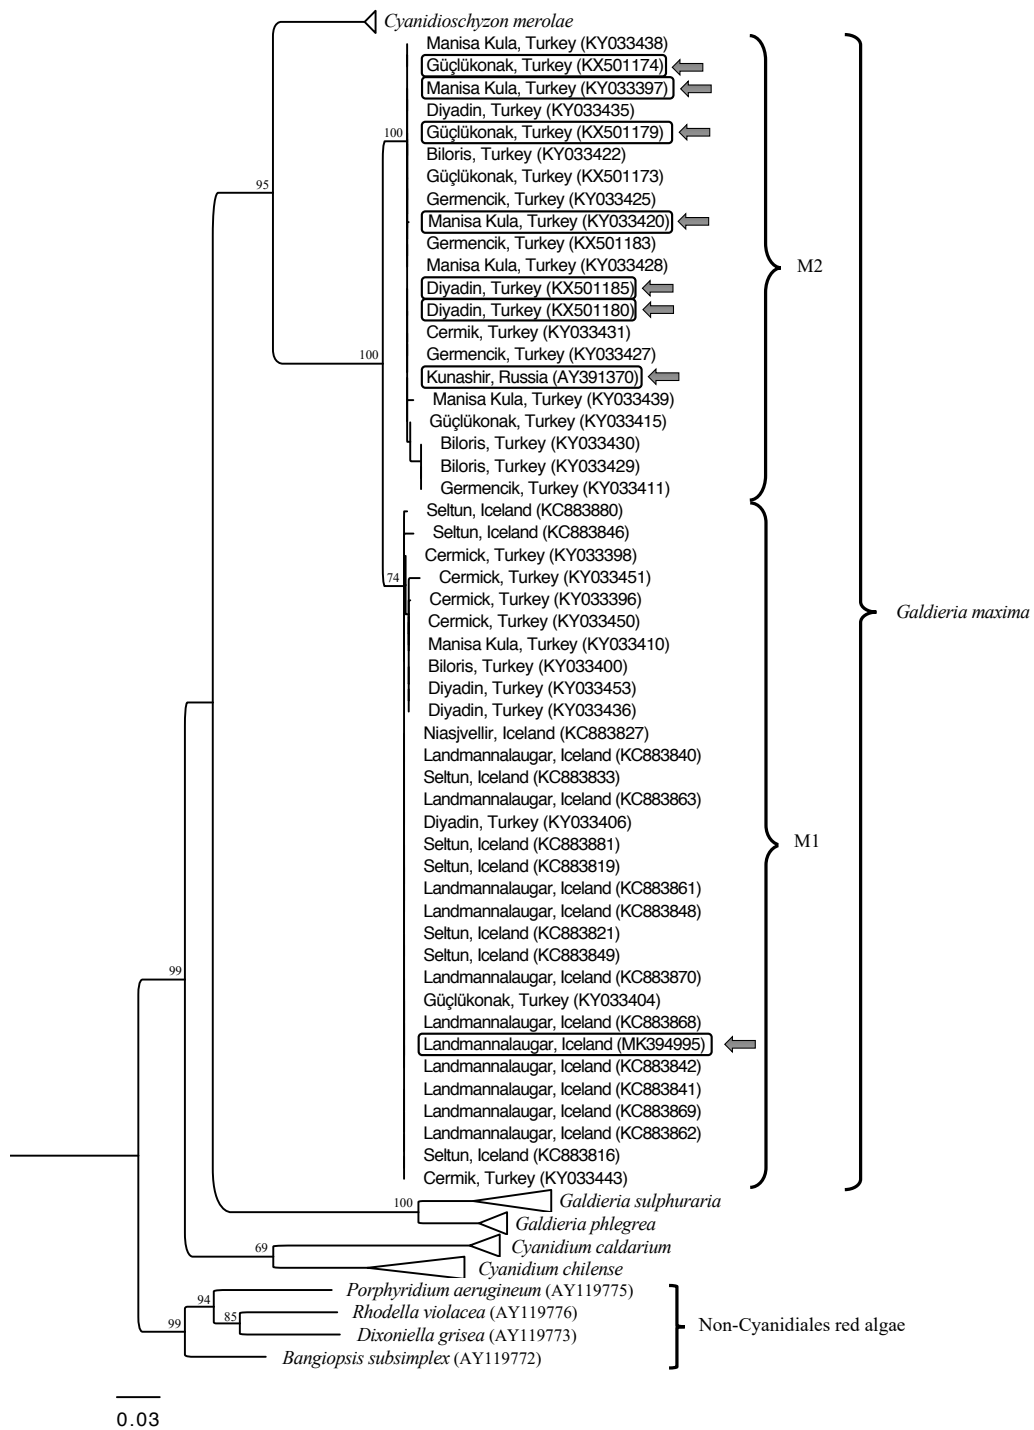 Cyanidioschyzon merolae
Manisa Kula, Turkey (KY033438)
Güçlükonak, Turkey (KX501174)
Manisa Kula, Turkey (KY033397)
Diyadin, Turkey (KY033435)
100
Güçlükonak, Turkey (KX501179)
Biloris, Turkey (KY033422)
Güçlükonak, Turkey (KX501173)
95
Germencik, Turkey (KY033425)
Manisa Kula, Turkey (KY033420)
Germencik, Turkey (KX501183)
Manisa Kula, Turkey (KY033428)
M2
Diyadin, Turkey (KX501185)
Diyadin, Turkey (KX501180)
Cermik, Turkey (KY033431)
100
Germencik, Turkey (KY033427)
Kunashir, Russia (AY391370)
Manisa Kula, Turkey (KY033439)
Güçlükonak, Turkey (KY033415)
Biloris, Turkey (KY033430)
Biloris, Turkey (KY033429)
Germencik, Turkey (KY033411)
Seltun, Iceland (KC883880)
Seltun, Iceland (KC883846)
Cermick, Turkey (KY033398)
74
Cermick, Turkey (KY033451)
Cermick, Turkey (KY033396)
Galdieria maxima
Cermick, Turkey (KY033450)
Manisa Kula, Turkey (KY033410)
Biloris, Turkey (KY033400)
Diyadin, Turkey (KY033453)
Diyadin, Turkey (KY033436)
Niasjvellir, Iceland (KC883827)
Landmannalaugar, Iceland (KC883840)
Seltun, Iceland (KC883833)
Landmannalaugar, Iceland (KC883863)
Diyadin, Turkey (KY033406)
Seltun, Iceland (KC883881)
M1
Seltun, Iceland (KC883819)
Landmannalaugar, Iceland (KC883861)
Landmannalaugar, Iceland (KC883848)
Seltun, Iceland (KC883821)
Seltun, Iceland (KC883849)
99
Landmannalaugar, Iceland (KC883870)
Güçlükonak, Turkey (KY033404)
Landmannalaugar, Iceland (KC883868)
Landmannalaugar, Iceland (MK394995)
Landmannalaugar, Iceland (KC883842)
Landmannalaugar, Iceland (KC883841)
Landmannalaugar, Iceland (KC883869)
Landmannalaugar, Iceland (KC883862)
Seltun, Iceland (KC883816)
Cermik, Turkey (KY033443)
100
Galdieria sulphuraria
Galdieria phlegrea
69
Cyanidium caldarium
Cyanidium chilense
Porphyridium aerugineum (AY119775)
94
Rhodella violacea (AY119776)
85
99
Non-Cyanidiales red algae
Dixoniella grisea (AY119773)
Bangiopsis subsimplex (AY119772)
0.03